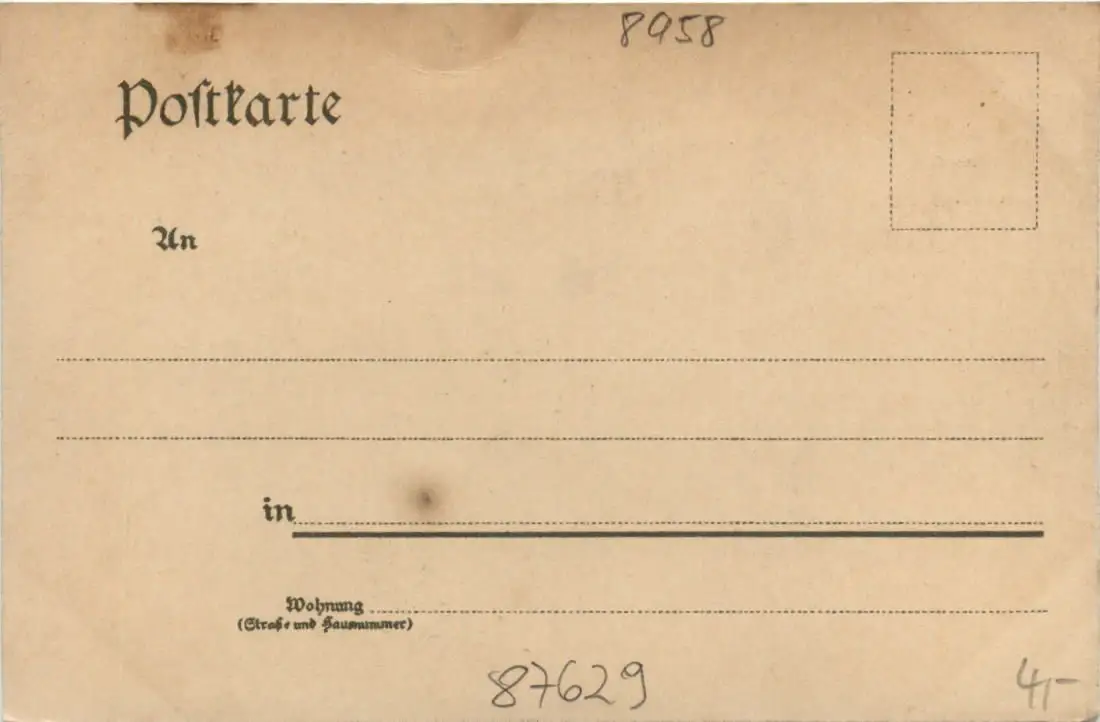 8958
Poſtkarte
An
in
Wohnung
(Straße und Hausnummer)
87629
4,-